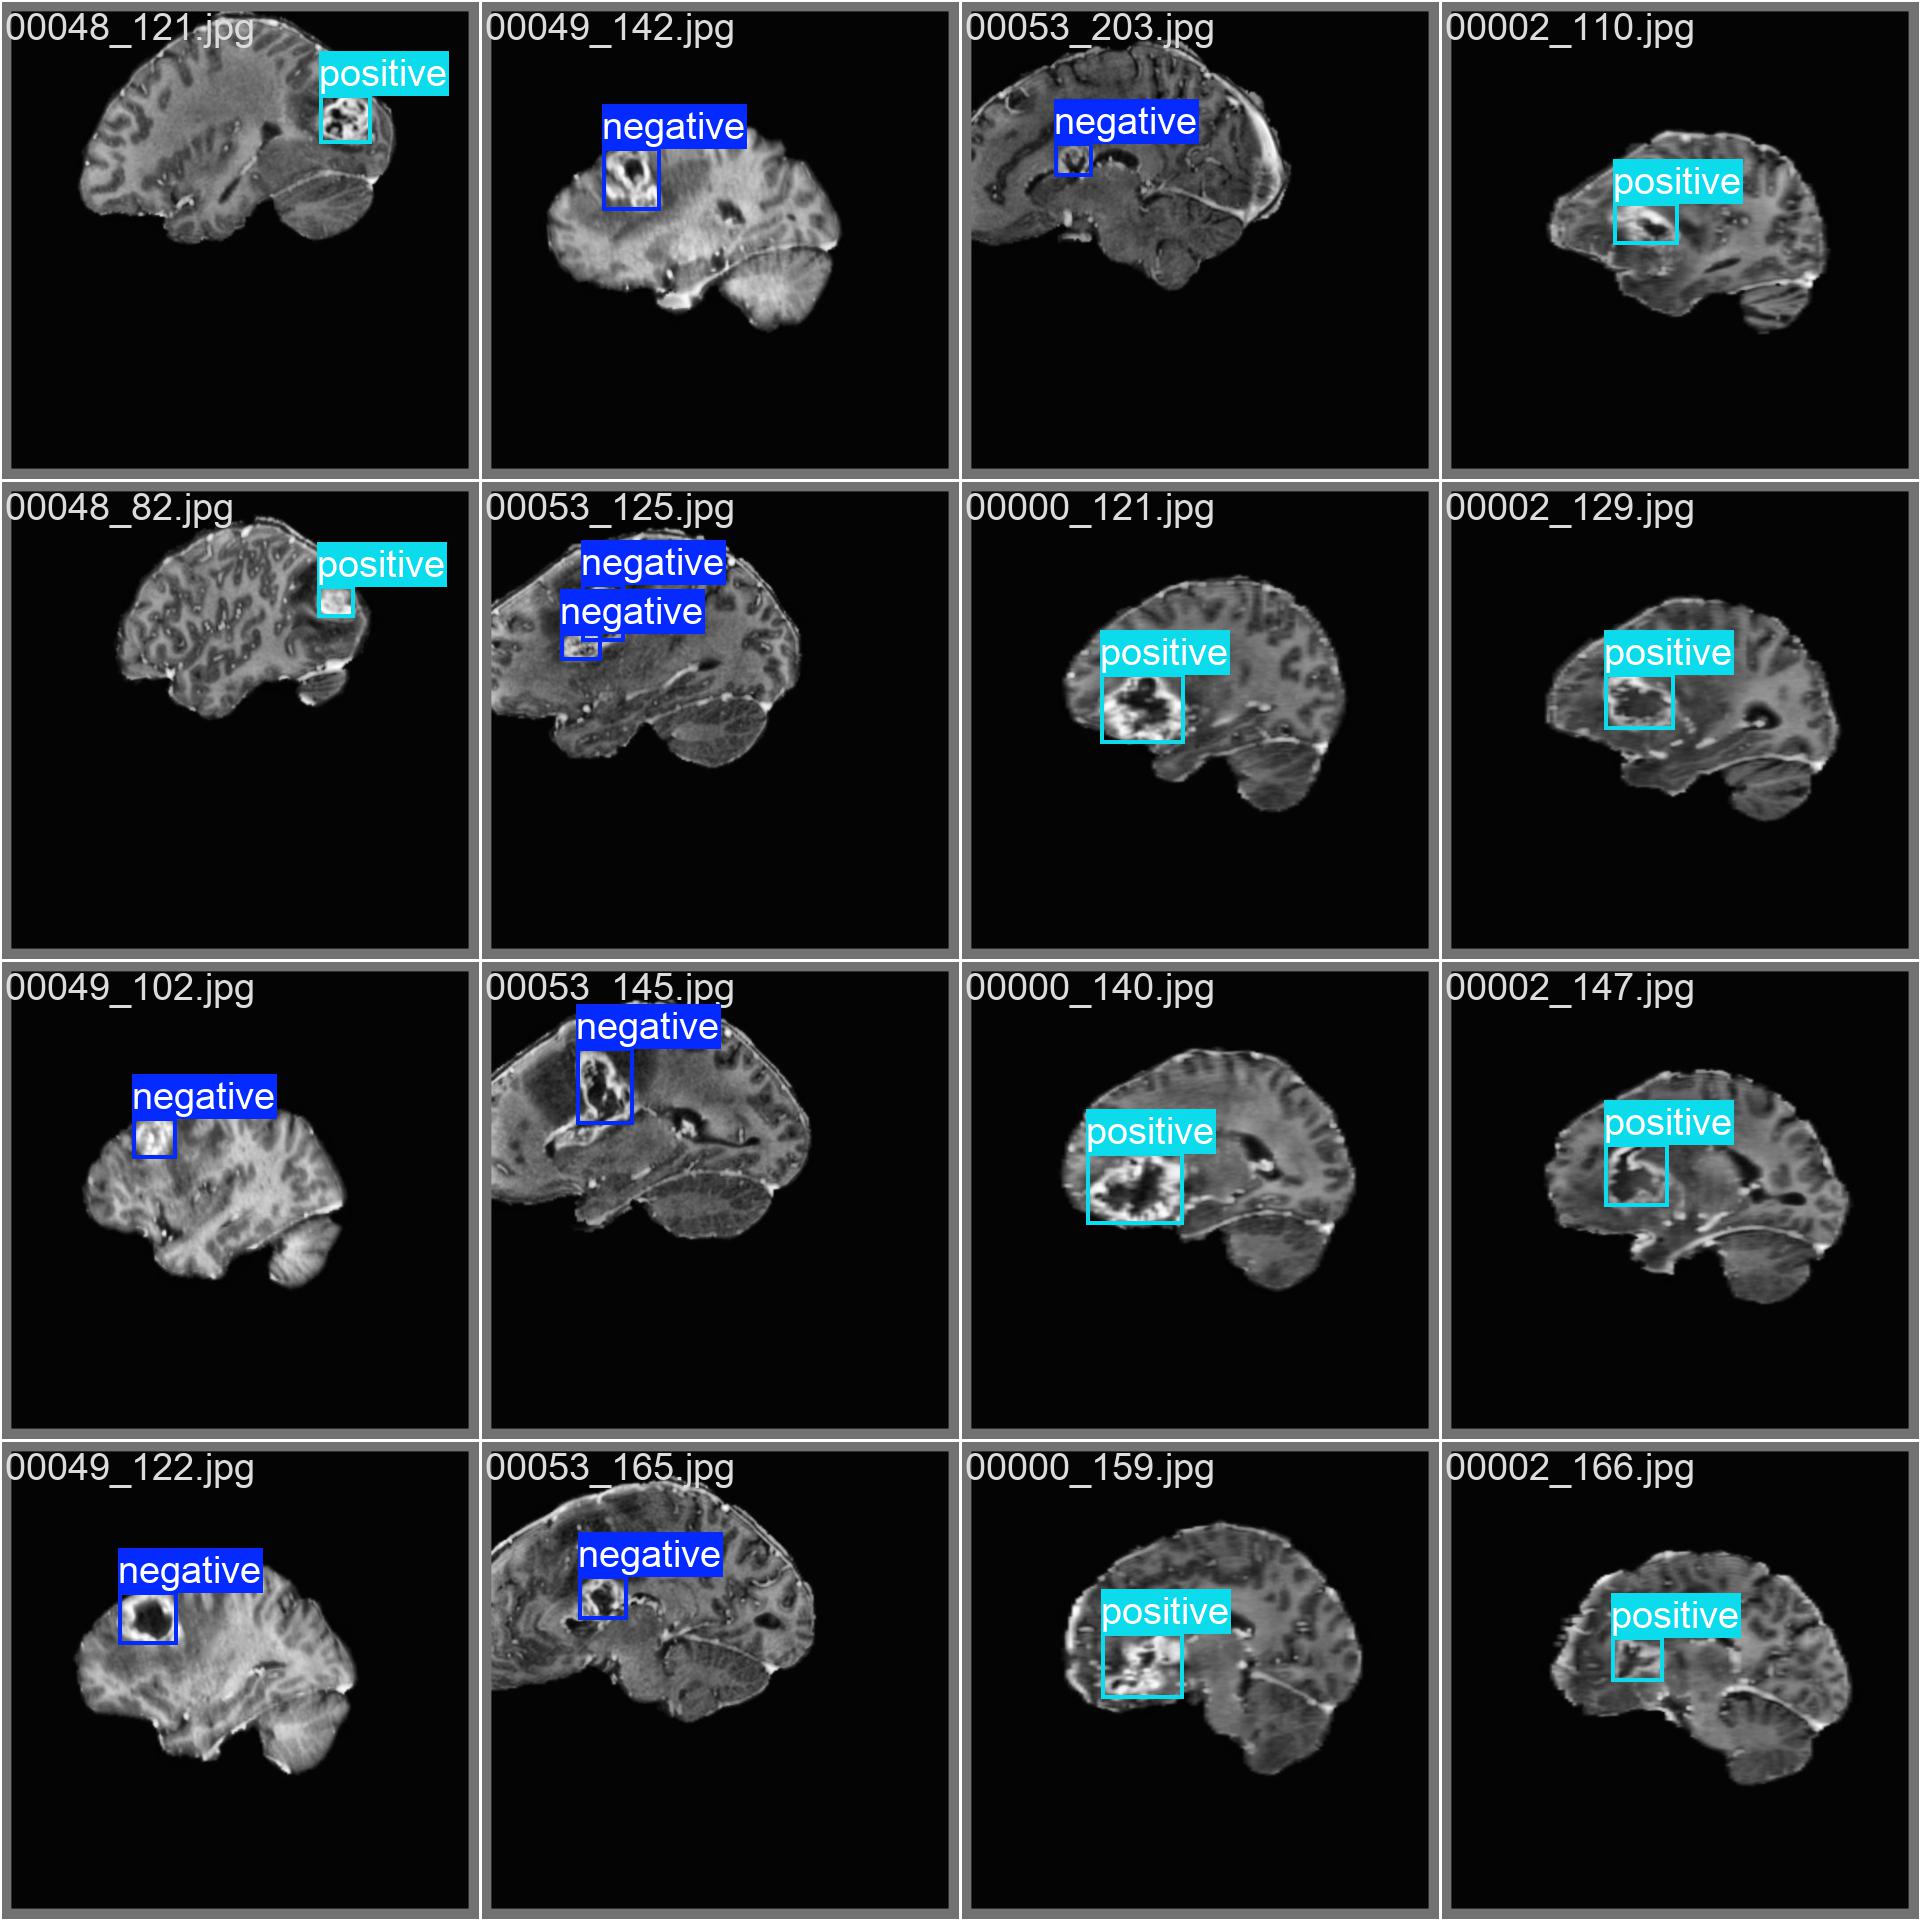 00048_121.jpg
positive
00049_142.jpg
negative
00053_203.jpg
negative
00002_110.jpg
positive
00048_82.jpg
positive
00053_125.jpg
negative
negative
00000_121.jpg
positive
00002_129.jpg
positive
00049_102.jpg
negative
00053_145.jpg
negative
00000_140.jpg
positive
00002_147.jpg
positive
00049_122.jpg
negative
00053_165.jpg
negative
00000_159.jpg
positive
00002_166.jpg
positive